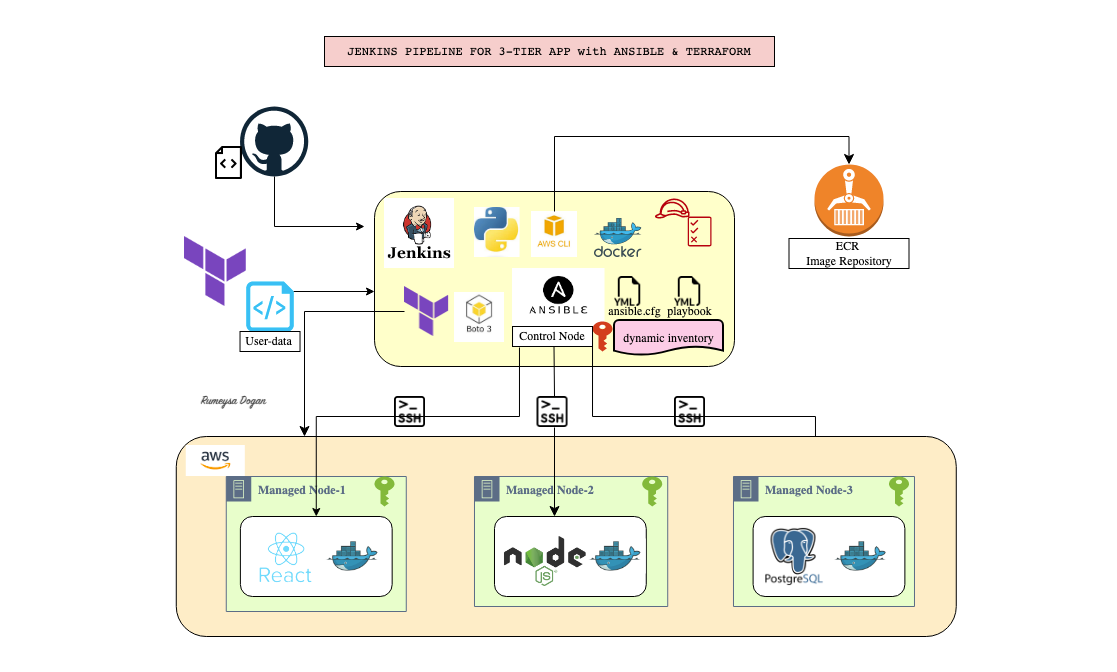 JENKINS PIPELINE FOR 3-TIER APP with ANSIBLE & TERRAFORM
Jenkins
AWS CLI
docker
ECR
Image Repository
User-data
Boto 3
ANSIBLE
YML
ansible.cfg
YML
playbook
Control Node
dynamic inventory
Rumeysa Dogan
>_
SSH
>_
SSH
>_
SSH
aws
Managed Node-1
Managed Node-2
Managed Node-3
React
node
JS
PostgreSQL